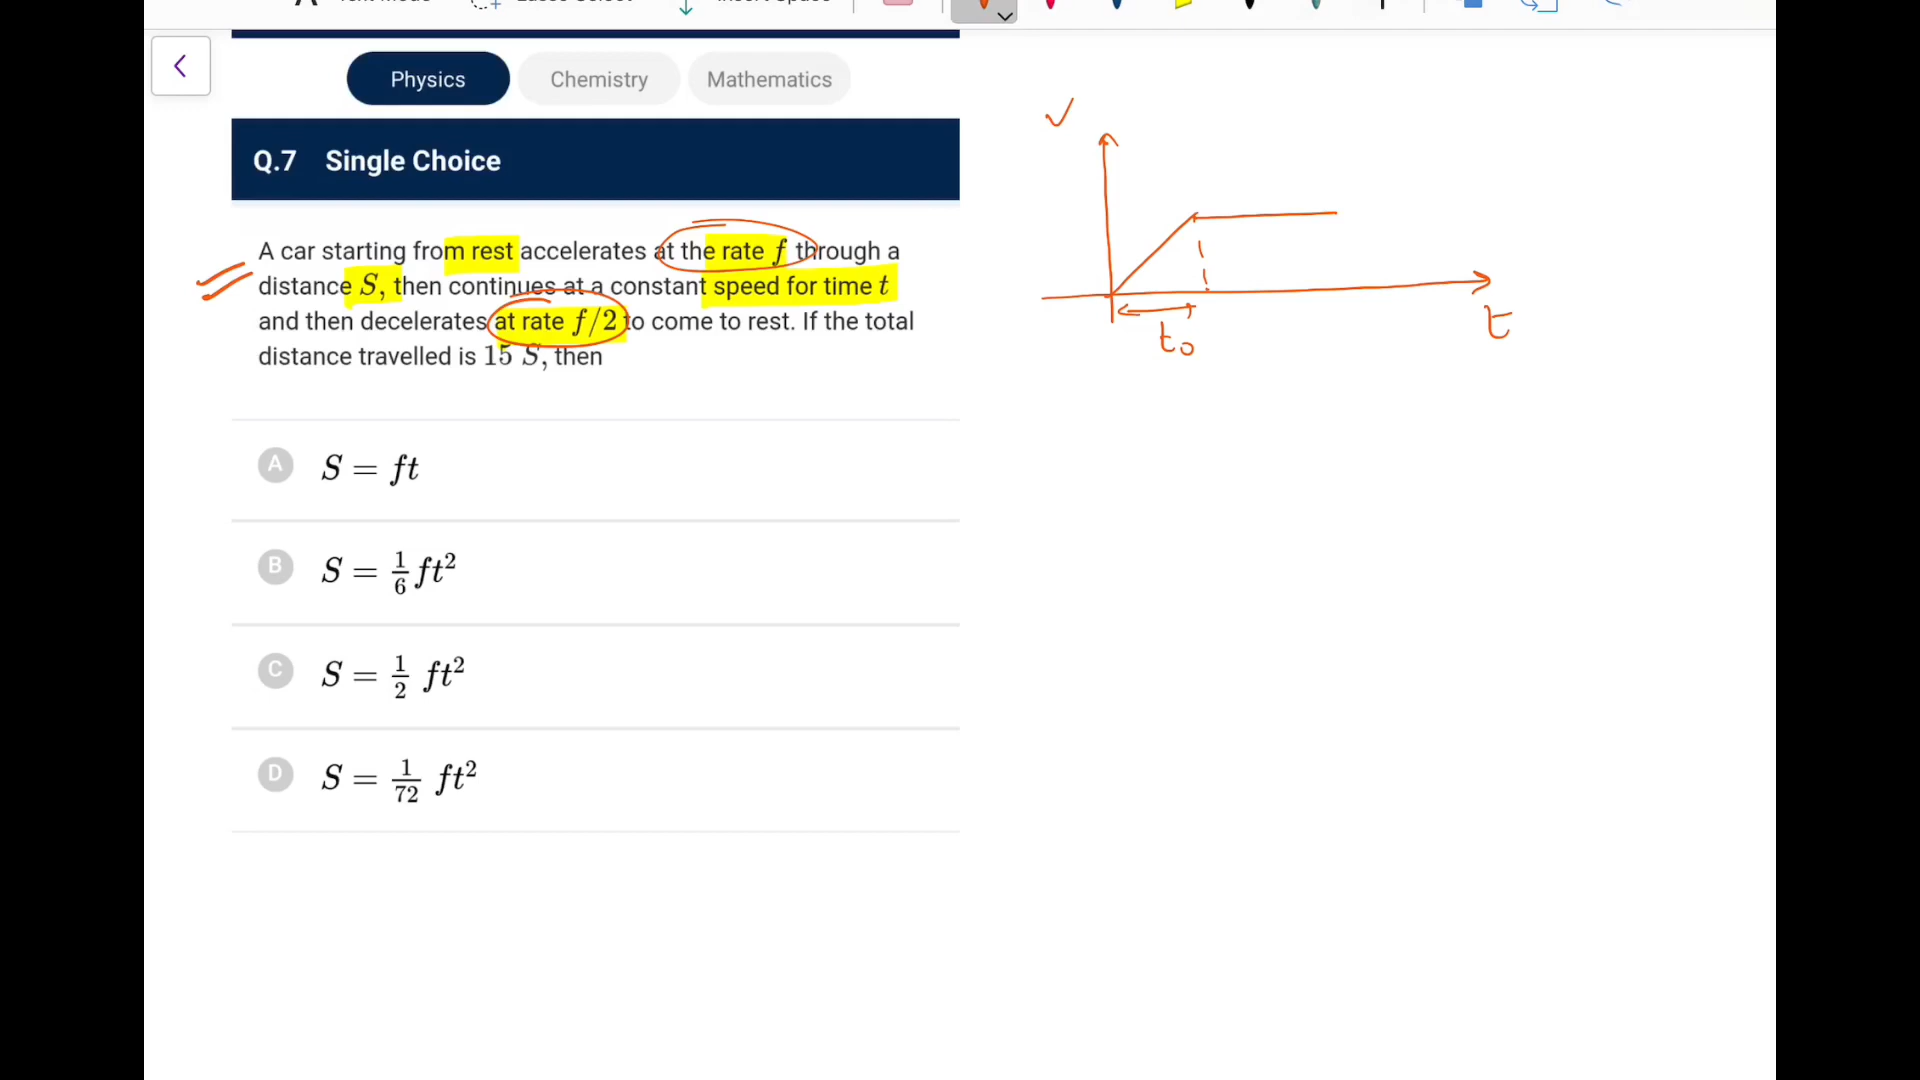 Physics
Chemistry
Mathematics
Q.7 Single Choice
A car starting from rest accelerates at the rate f through a
distance S, then continues at a constant speed for time t
and then decelerates at rate f/2 to come to rest. If the total
distance travelled is 15 S, then
A S = ft
B S = 1/6 ft²
C S = 1/2 ft²
D S = 1/72 ft²
v
t₀
t